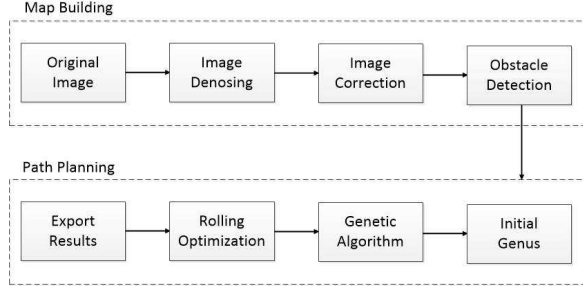 Map Building
Original
Image
Image
Denosing
Image
Correction
Obstacle
Detection
Path Planning
Export
Results
Rolling
Optimization
Genetic
Algorithm
Initial
Genus